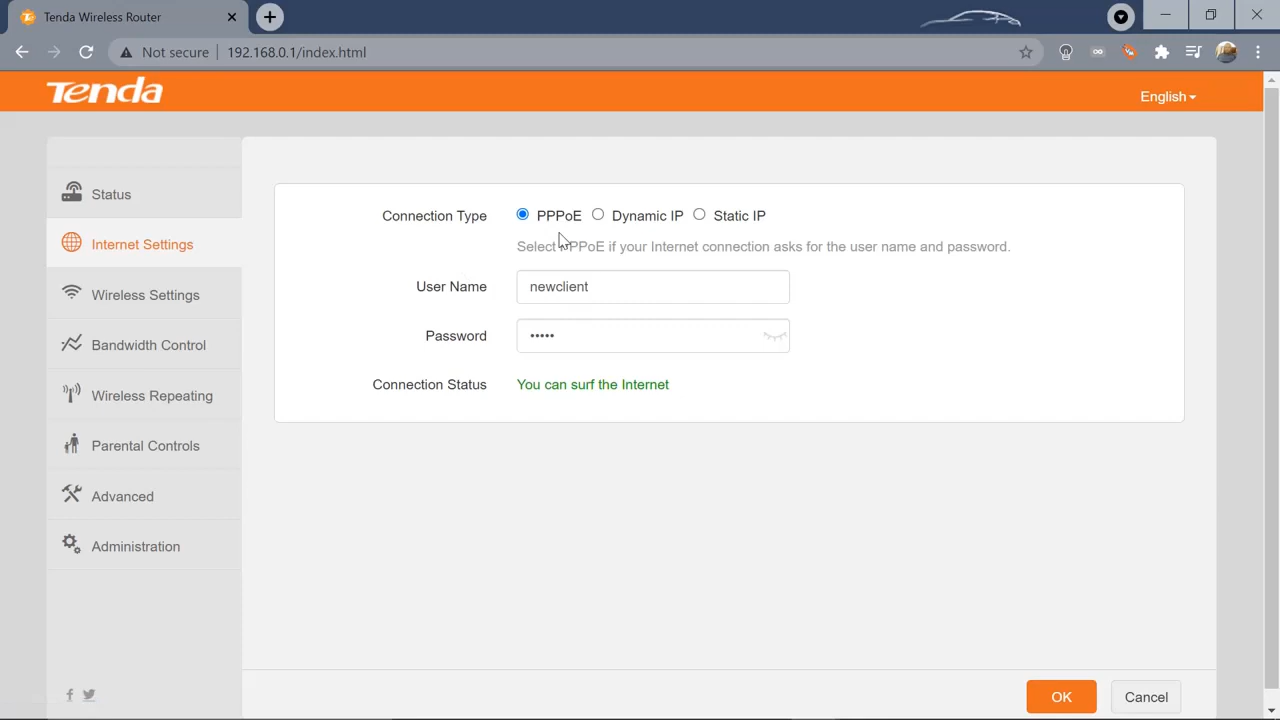 Tenda Wireless Router
Not secure
192.168.0.1/index.html
Tenda
English
Status
Internet Settings
Wireless Settings
Bandwidth Control
Wireless Repeating
Parental Controls
Advanced
Administration
Connection Type PPPoE Dynamic IP Static IP
Select PPPoE if your Internet connection asks for the user name and password.
User Name newclient
Password •••••
Connection Status You can surf the Internet
OK Cancel